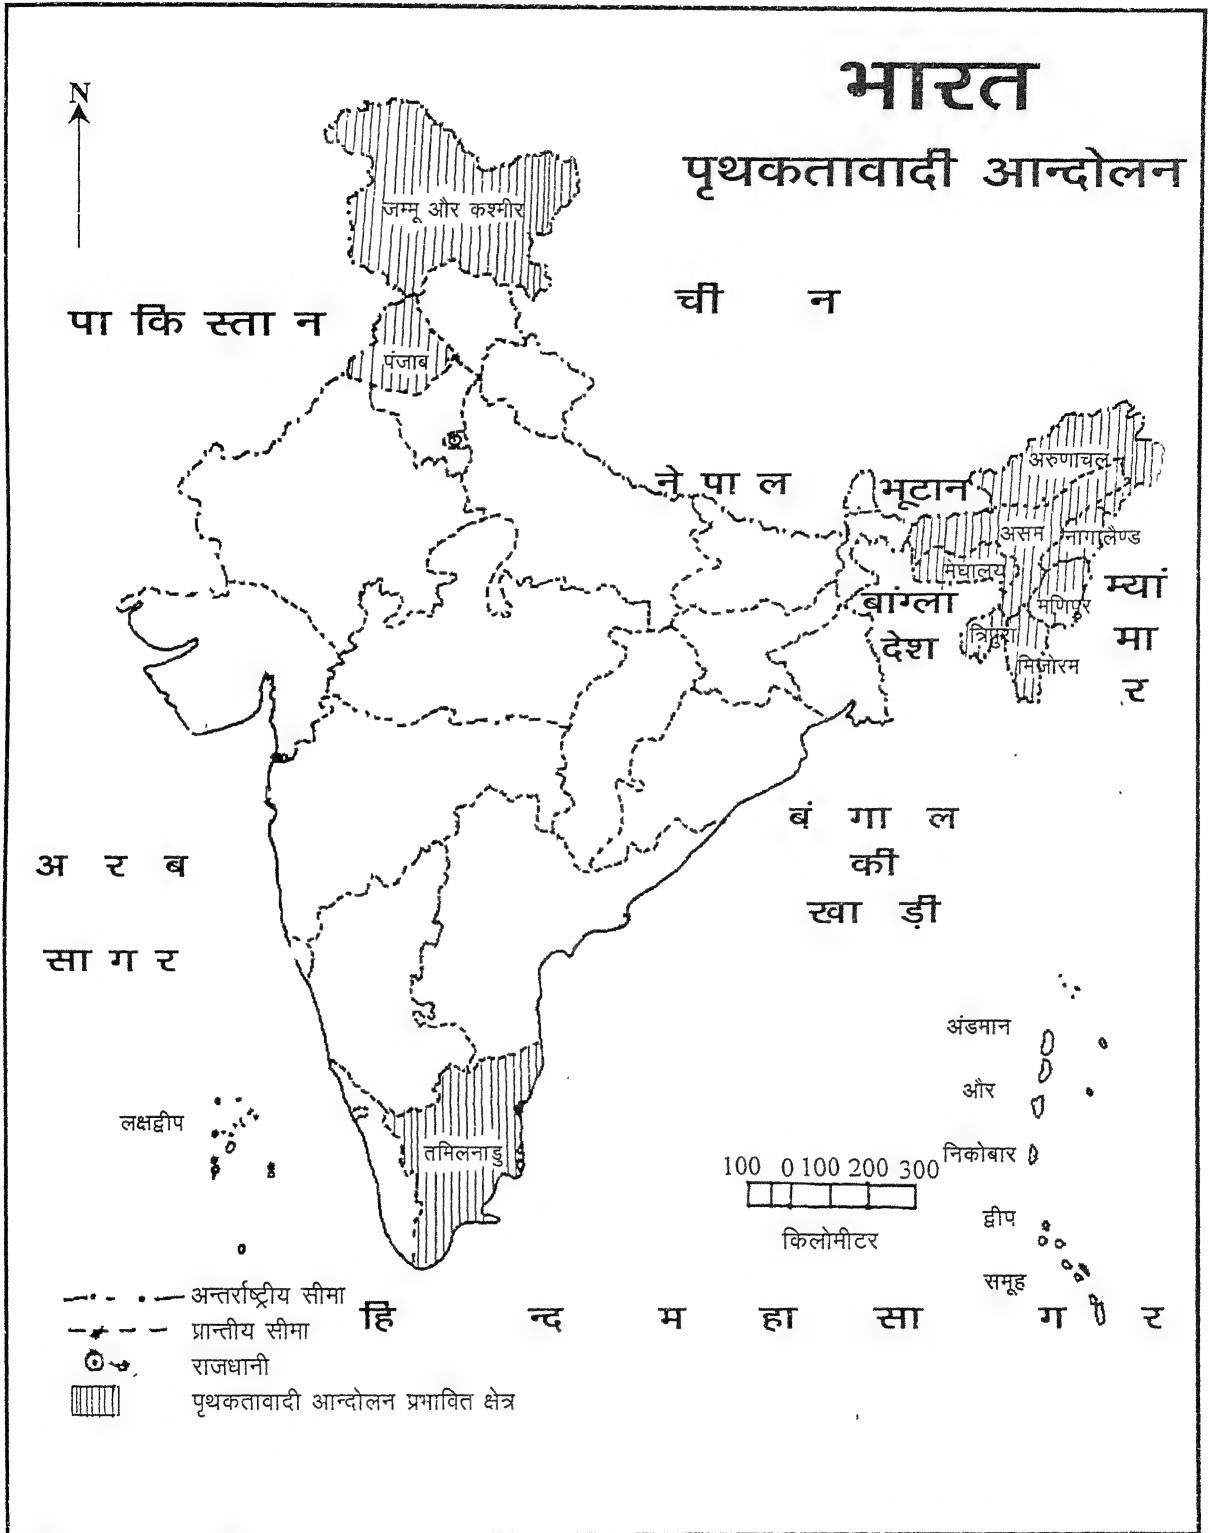 भारत
पृथकतावादी आन्दोलन
N
जम्मू और कश्मीर
ची न
पा कि स्ता न
पंजाब
ने पा ल
भूटान
अरुणाचल
असम
नागालैण्ड
मेघालय
म्यां
मा
र
बांग्ला
देश
मणिपुर
त्रिपुरा
मिजोरम
बं गा ल
की
खा ड़ी
अ र ब
सा ग र
अंडमान
और
निकोबार
द्वीप
समूह
लक्षद्वीप
तमिलनाडु
100 0 100 200 300
किलोमीटर
अन्तर्राष्ट्रीय सीमा
प्रान्तीय सीमा
राजधानी
पृथकतावादी आन्दोलन प्रभावित क्षेत्र
हि न्द म हा सा ग र